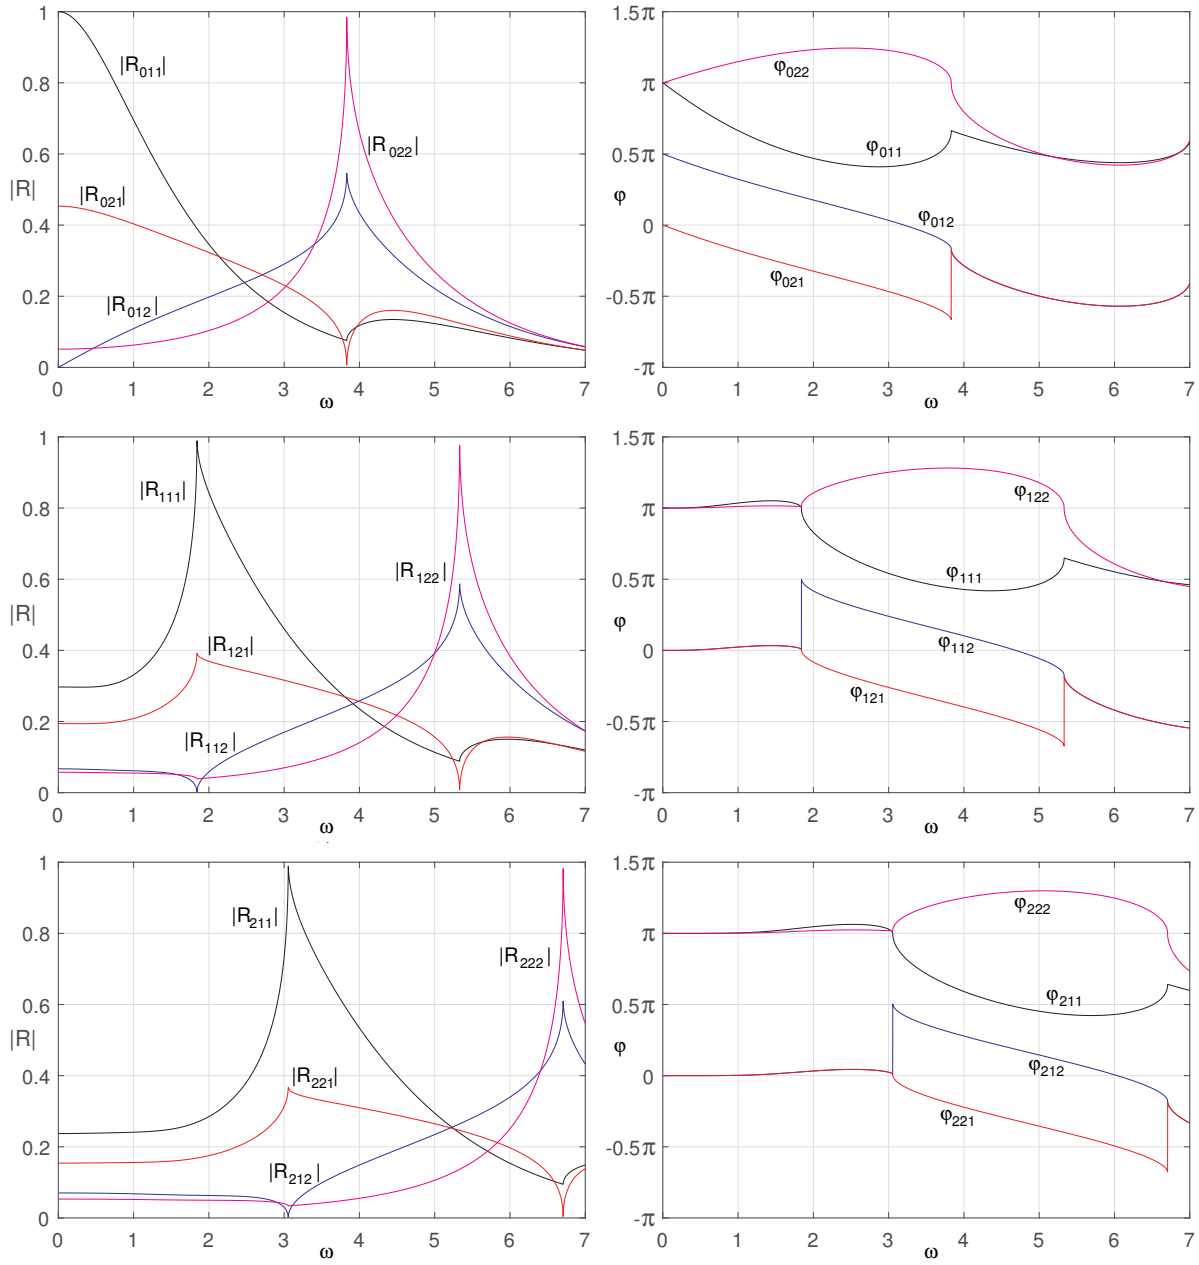 1
0.8
0.6
0.4
0.2
0
|R|
|R011|
|R021|
|R012|
|R022|
0 1 2 3 4 5 6 7
ω
1.5π
π
0.5π
0
-0.5π
-π
φ
φ022
φ011
φ012
φ021
0 1 2 3 4 5 6 7
ω
1
0.8
0.6
0.4
0.2
0
|R|
|R111|
|R122|
|R121|
|R112|
0 1 2 3 4 5 6 7
ω
1.5π
π
0.5π
0
-0.5π
-π
φ
φ122
φ111
φ112
φ121
0 1 2 3 4 5 6 7
ω
1
0.8
0.6
0.4
0.2
0
|R|
|R211|
|R222|
|R221|
|R212|
0 1 2 3 4 5 6 7
ω
1.5π
π
0.5π
0
-0.5π
-π
φ
φ222
φ211
φ212
φ221
0 1 2 3 4 5 6 7
ω